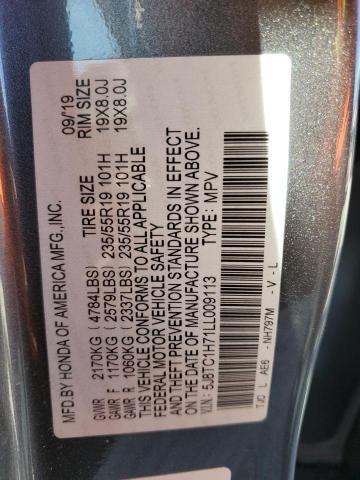 MFD.BY HONDA OF AMERICA MFG.,INC. 09/19
TIRE SIZE RIM SIZE
GVWR 2170KG ( 4784LBS)
GAWR F 1170KG ( 2579LBS) 235/55R19 101H 19X8.0J
GAWR R 1060KG ( 2337LBS) 235/55R19 101H 19X8.0J
THIS VEHICLE CONFORMS TO ALL APPLICABLE
FEDERAL MOTOR VEHICLE SAFETY
AND THEFT PREVENTION STANDARDS IN EFFECT
ON THE DATE OF MANUFACTURE SHOWN ABOVE.
V.I.N.: 5J8TC1H71LL009113 TYPE: MPV
TJC L AE6 - NH797M - V - L